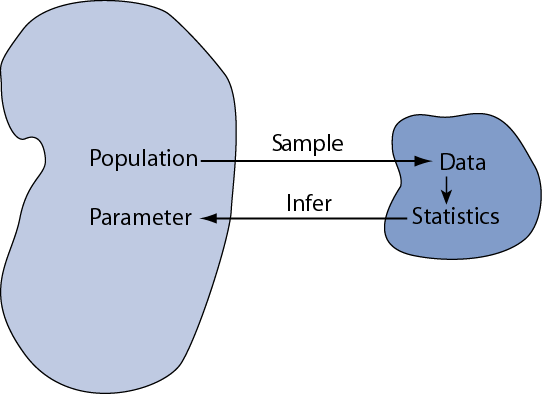 Sample
Population
Data
Infer
Parameter
Statistics